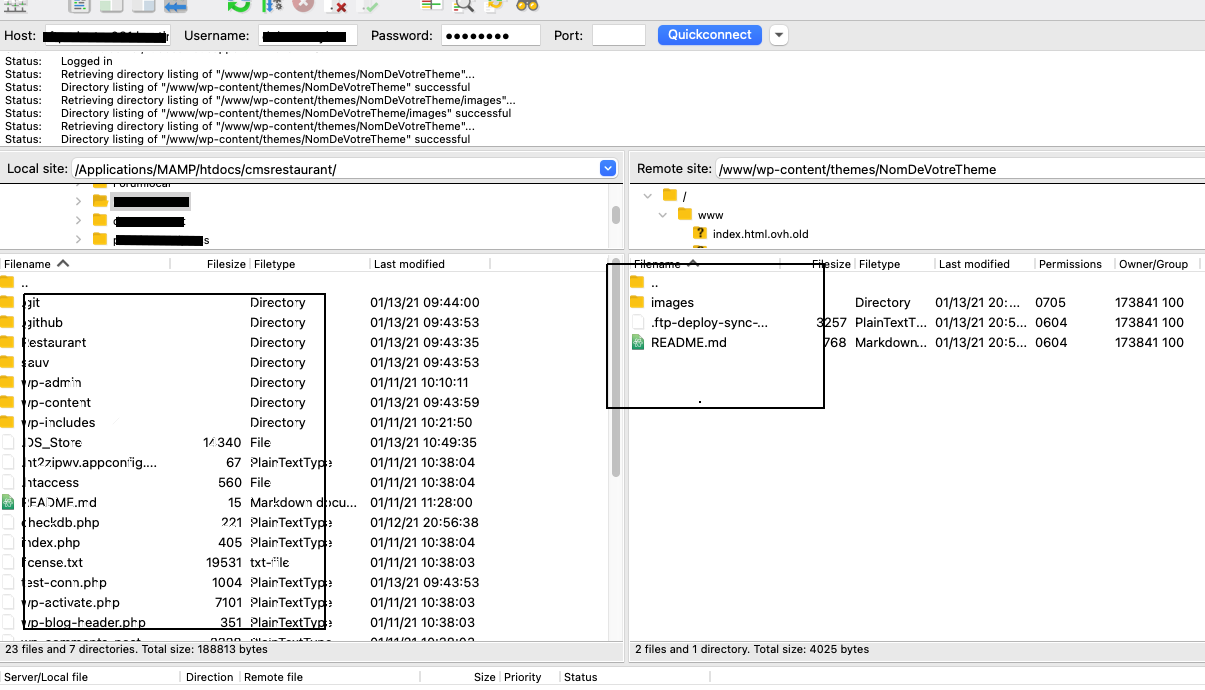 Host: Username: Password: ●●●●●●●● Port: Quickconnect
Status: Logged in
Status: Retrieving directory listing of "/www/wp-content/themes/NomDeVotreTheme"...
Status: Directory listing of "/www/wp-content/themes/NomDeVotreTheme" successful
Status: Retrieving directory listing of "/www/wp-content/themes/NomDeVotreTheme/images"...
Status: Directory listing of "/www/wp-content/themes/NomDeVotreTheme/images" successful
Status: Retrieving directory listing of "/www/wp-content/themes/NomDeVotreTheme"...
Status: Directory listing of "/www/wp-content/themes/NomDeVotreTheme" successful
Local site: /Applications/MAMP/htdocs/cmsrestaurant/
Forumlocal
Filename Filesize Filetype Last modified
..
.git Directory 01/13/21 09:44:00
.github Directory 01/13/21 09:43:53
Restaurant Directory 01/13/21 09:43:35
sauv Directory 01/13/21 09:43:53
wp-admin Directory 01/11/21 10:10:11
wp-content Directory 01/13/21 09:43:59
wp-includes Directory 01/11/21 10:21:50
.DS_Store 14340 File 01/13/21 10:49:35
.ht2zipwv.appconfig.... 67 PlainTextType 01/11/21 10:38:04
.htaccess 560 File 01/11/21 10:38:04
README.md 15 Markdown docu... 01/11/21 11:28:00
checkdb.php 221 PlainTextType 01/12/21 20:56:38
index.php 405 PlainTextType 01/11/21 10:38:04
license.txt 19531 txt-file 01/11/21 10:38:03
test-conn.php 1004 PlainTextType 01/13/21 09:43:53
wp-activate.php 7101 PlainTextType 01/11/21 10:38:03
wp-blog-header.php 351 PlainTextType 01/11/21 10:38:03
23 files and 7 directories. Total size: 188813 bytes
Remote site: /www/wp-content/themes/NomDeVotreTheme
/
www
index.html.ovh.old
Filename Filesize Filetype Last modified Permissions Owner/Group
..
images Directory 01/13/21 20:... 0705 173841 100
.ftp-deploy-sync-... 3257 PlainTextT... 01/13/21 20:5... 0604 173841 100
README.md 768 Markdown... 01/13/21 20:5... 0604 173841 100
2 files and 1 directory. Total size: 4025 bytes
Server/Local file Direction Remote file Size Priority Status